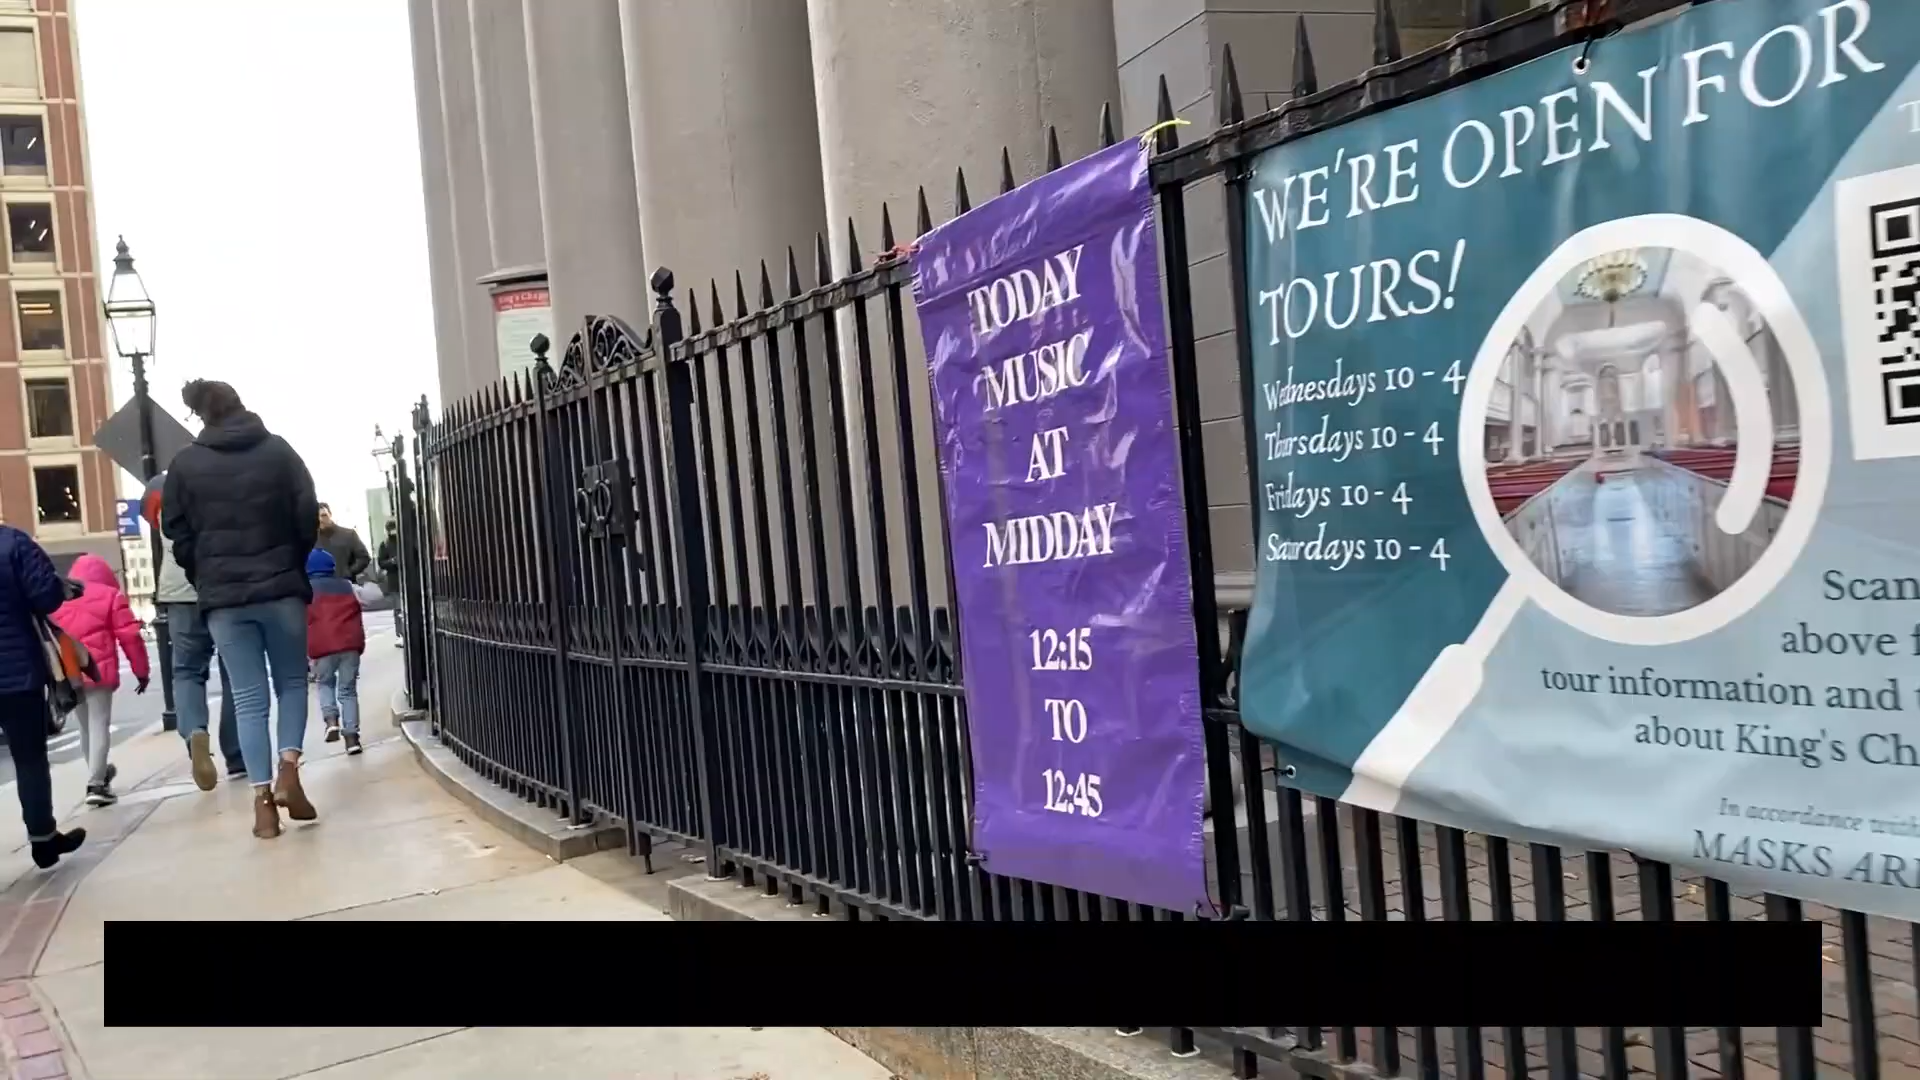 King's Chapel
TODAY
MUSIC
AT
MIDDAY
12:15
TO
12:45
WE'RE OPEN FOR
TOURS!
Wednesdays 10 - 4
Thursdays 10 - 4
Fridays 10 - 4
Saturdays 10 - 4
Scan
above
tour information and
about King's Ch
In accordance with
MASKS AR
P